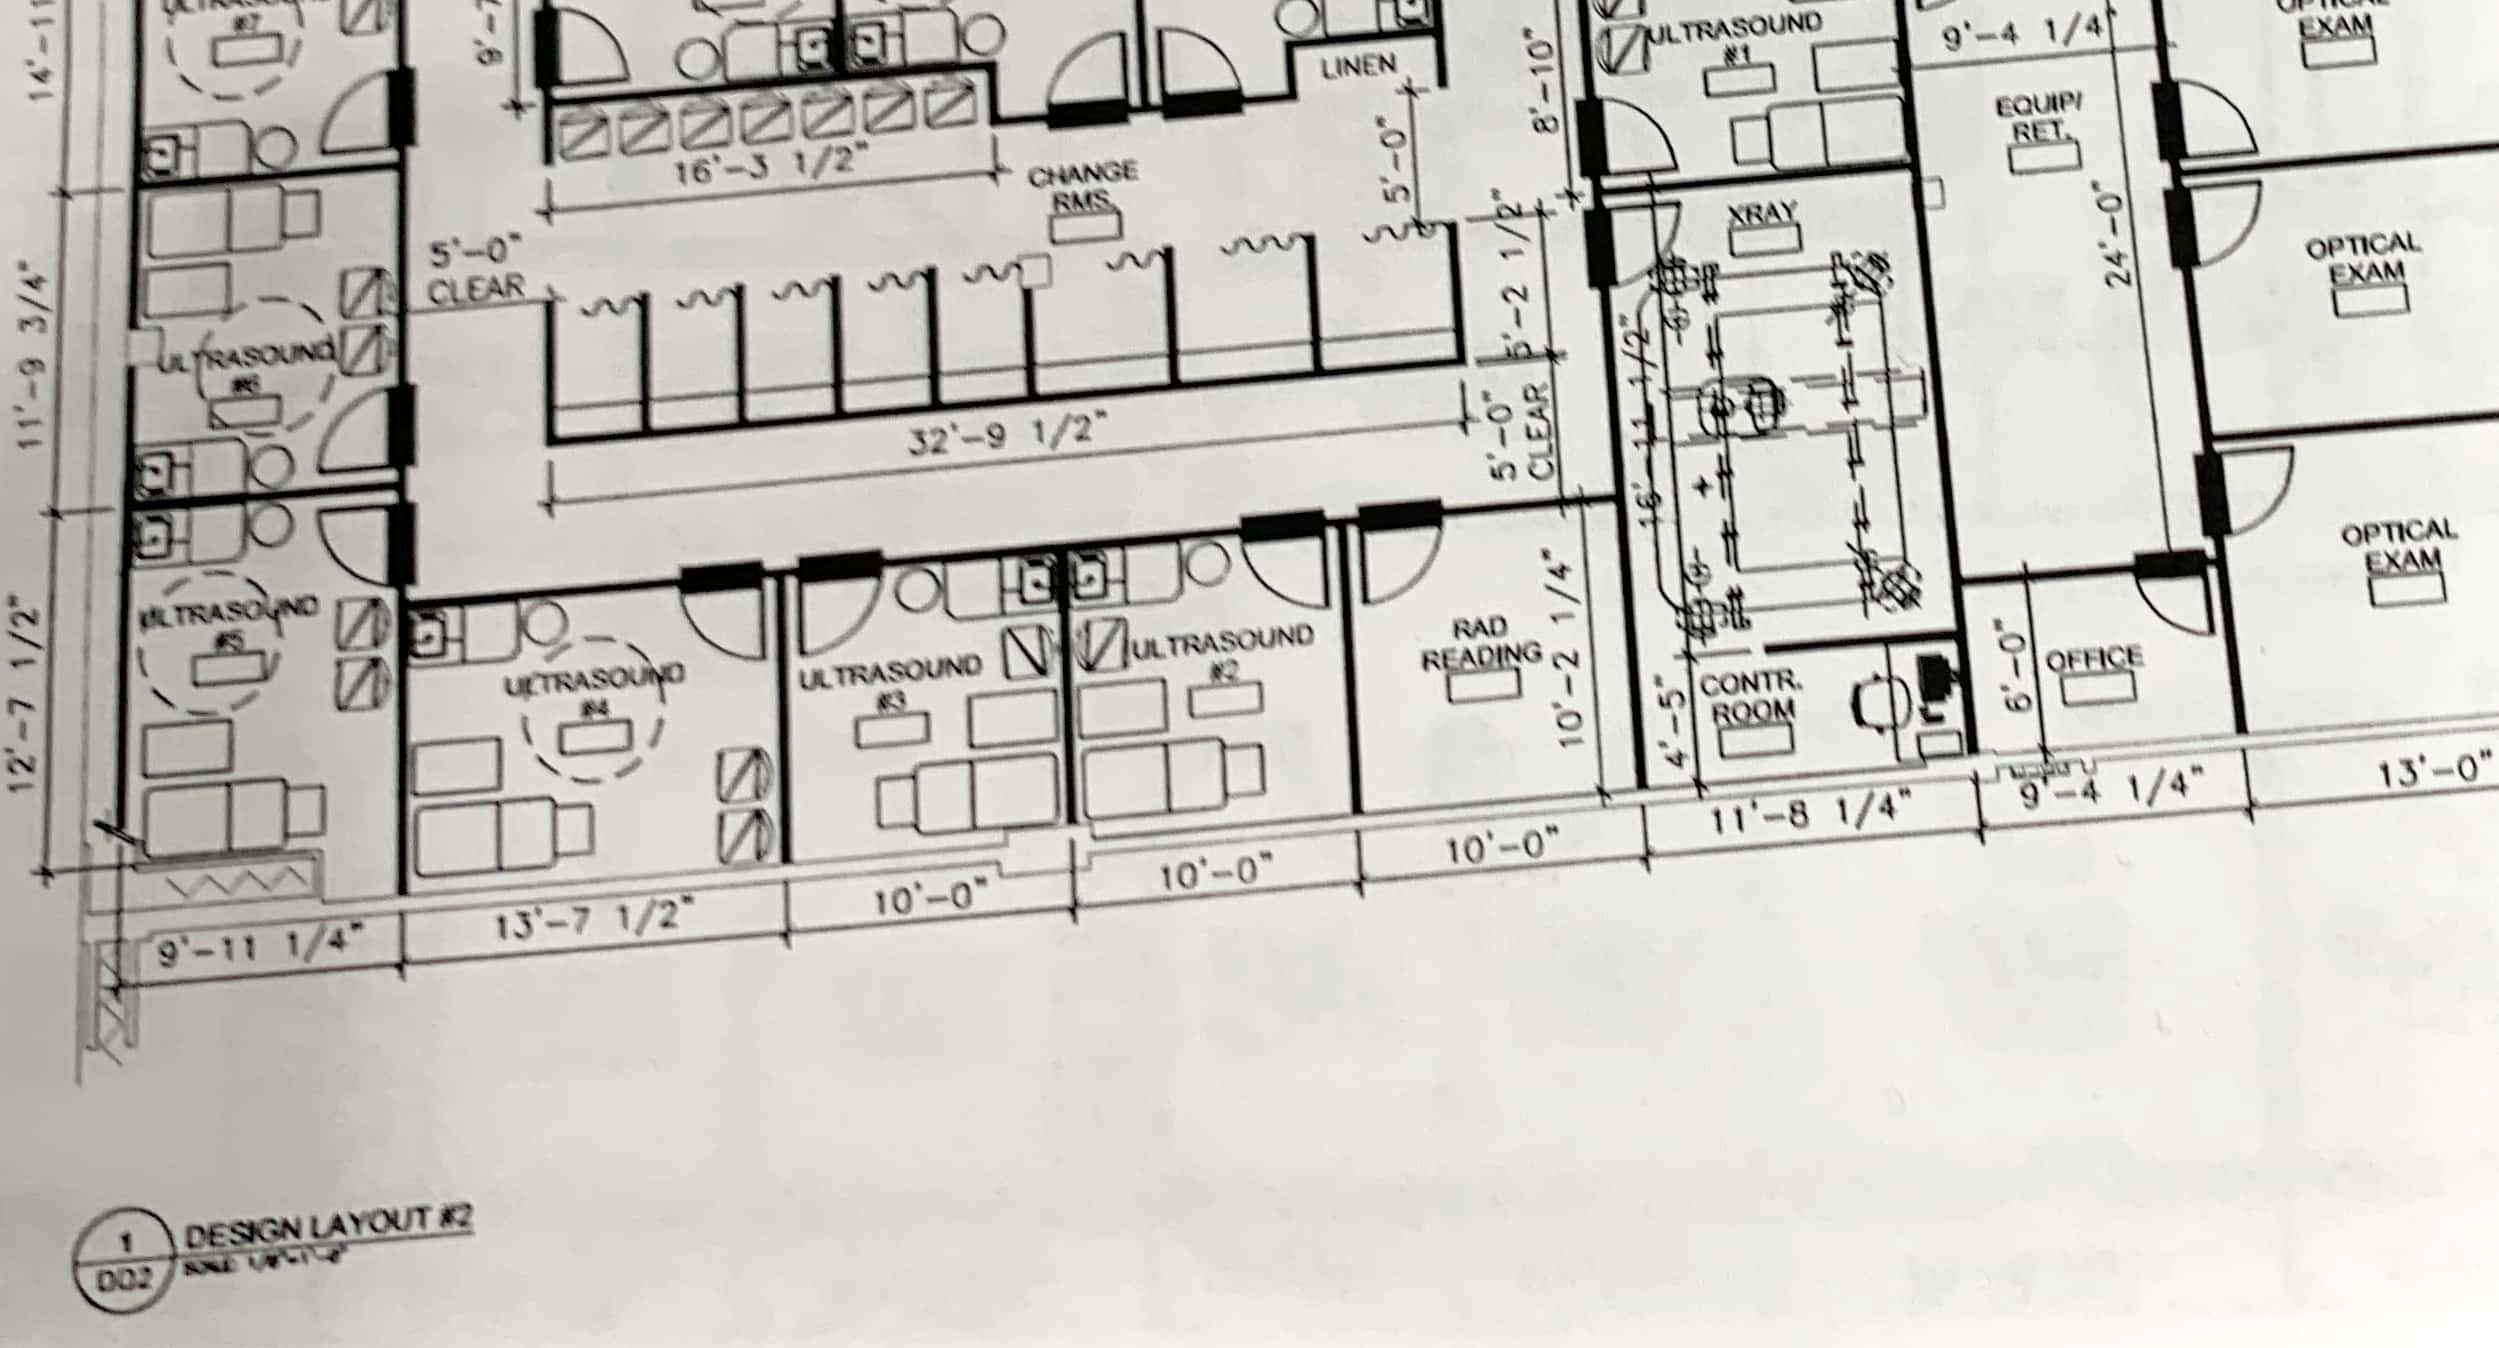 #7
14'-11
ULTRASOUND
#1
9'-4 1/4"
EXAM
LINEN
8'-10"
EQUIP/
RET.
16'-3 1/2"
CHANGE
RMS.
5'-0"
XRAY
24'-0"
OPTICAL
EXAM
5'-0"
CLEAR
11'-9 3/4"
ULTRASOUND
#6
5'-2 1/2"
16'-11 1/2"
32'-9 1/2"
5'-0"
CLEAR
OPTICAL
EXAM
12'-7 1/2"
ULTRASOUND
#5
ULTRASOUND
#4
ULTRASOUND
#3
ULTRASOUND
#2
RAD
READING
10'-2 1/4"
4'-5"
CONTR.
ROOM
6'-0"
OFFICE
9'-11 1/4"
13'-7 1/2"
10'-0"
10'-0"
10'-0"
11'-8 1/4"
9'-4 1/4"
13'-0"
1
DD2
DESIGN LAYOUT #2